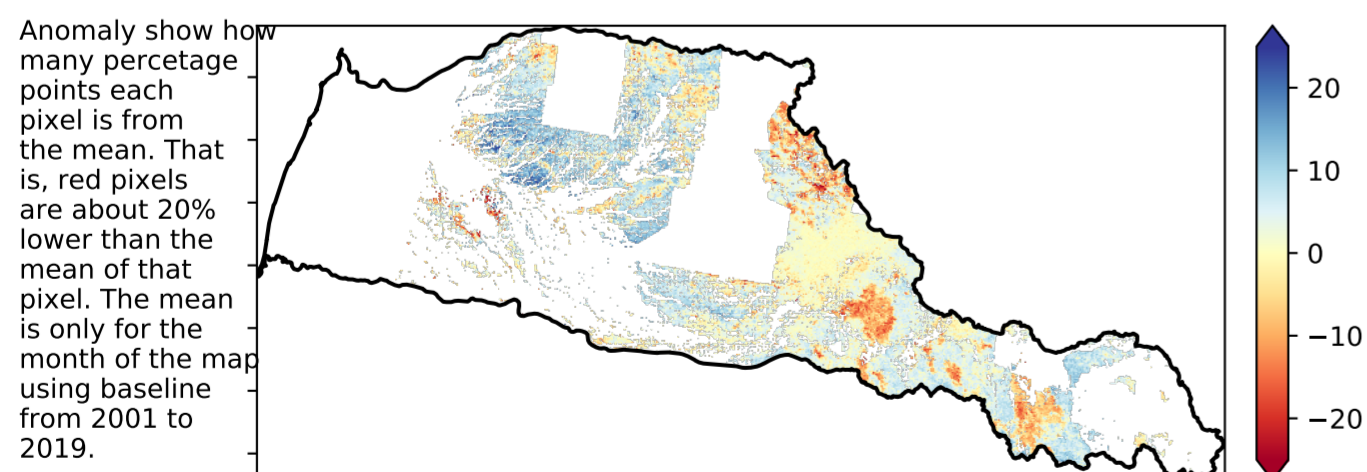 Anomaly show how
many percetage
points each
pixel is from
the mean. That
is, red pixels
are about 20%
lower than the
mean of that
pixel. The mean
is only for the
month of the map
using baseline
from 2001 to
2019.
20
10
0
−10
−20